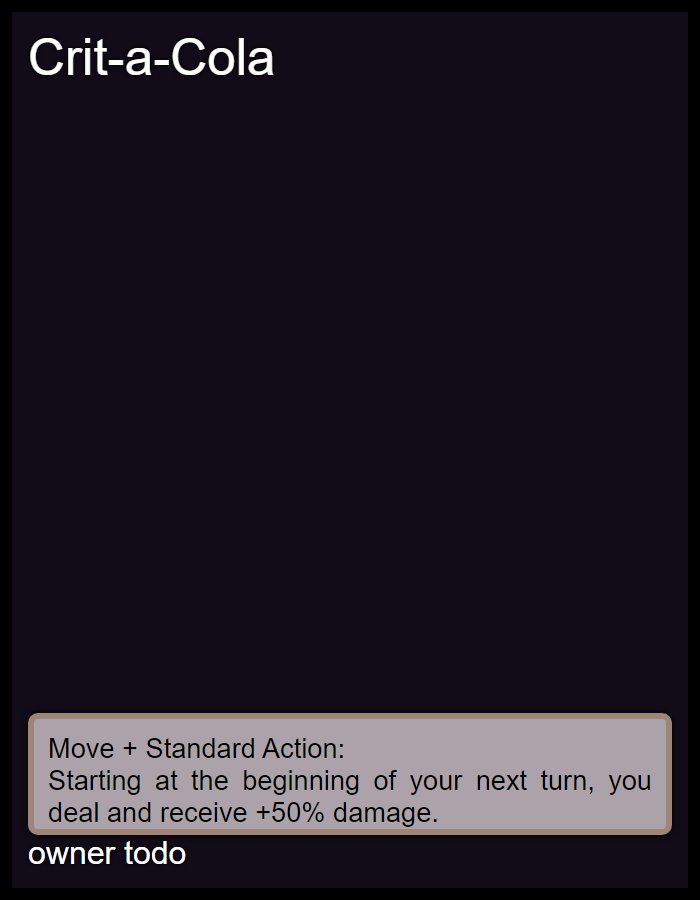 Crit-a-Cola
Move + Standard Action:
Starting at the beginning of your next turn, you
deal and receive +50% damage.
owner todo